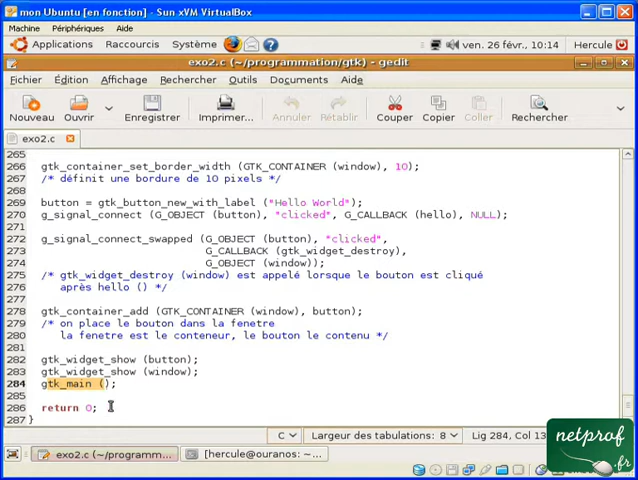 mon Ubuntu [en fonction] - Sun xVM VirtualBox
Machine Périphériques Aide
Applications Raccourcis Système ven. 26 févr., 10:14 Hercule
exo2.c (~/programmation/gtk) - gedit
Fichier Édition Affichage Rechercher Outils Documents Aide
Nouveau Ouvrir Enregistrer Imprimer... Annuler Rétablir Couper Copier Coller Rechercher
exo2.c
265
266 gtk_container_set_border_width (GTK_CONTAINER (window), 10);
267 /* définit une bordure de 10 pixels */
268
269 button = gtk_button_new_with_label ("Hello World");
270 g_signal_connect (G_OBJECT (button), "clicked", G_CALLBACK (hello), NULL);
271
272 g_signal_connect_swapped (G_OBJECT (button), "clicked",
273 G_CALLBACK (gtk_widget_destroy),
274 G_OBJECT (window));
275 /* gtk_widget_destroy (window) est appelé lorsque le bouton est cliqué
276 après hello () */
277
278 gtk_container_add (GTK_CONTAINER (window), button);
279 /* on place le bouton dans la fenetre
280 la fenetre est le conteneur, le bouton le contenu */
281
282 gtk_widget_show (button);
283 gtk_widget_show (window);
284 gtk_main ();
285
286 return 0;
287 }
C Largeur des tabulations: 8 Lig 284, Col 13
exo2.c (~/programm... [hercule@ouranos: ~/pro...
netprof
.fr